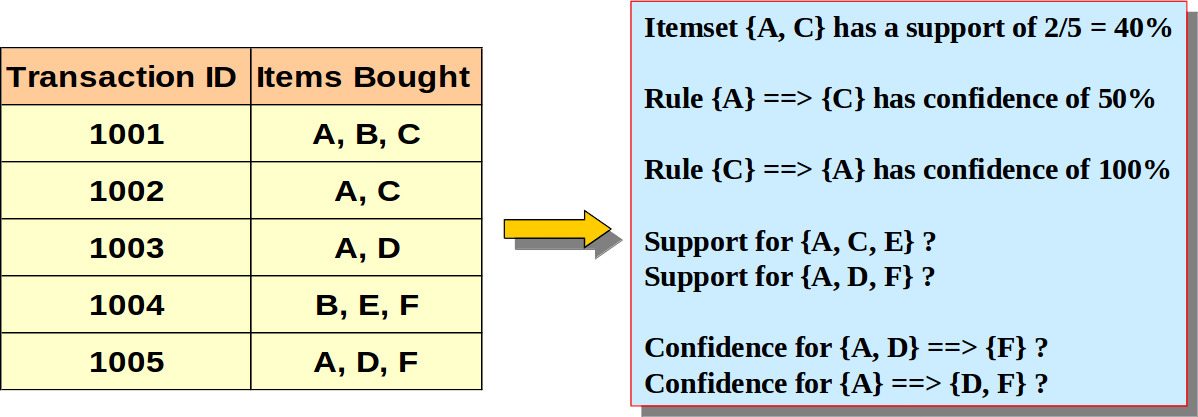 Transaction ID Items Bought
1001 A, B, C
1002 A, C
1003 A, D
1004 B, E, F
1005 A, D, F
Itemset {A, C} has a support of 2/5 = 40%
Rule {A} ==> {C} has confidence of 50%
Rule {C} ==> {A} has confidence of 100%
Support for {A, C, E} ?
Support for {A, D, F} ?
Confidence for {A, D} ==> {F} ?
Confidence for {A} ==> {D, F} ?